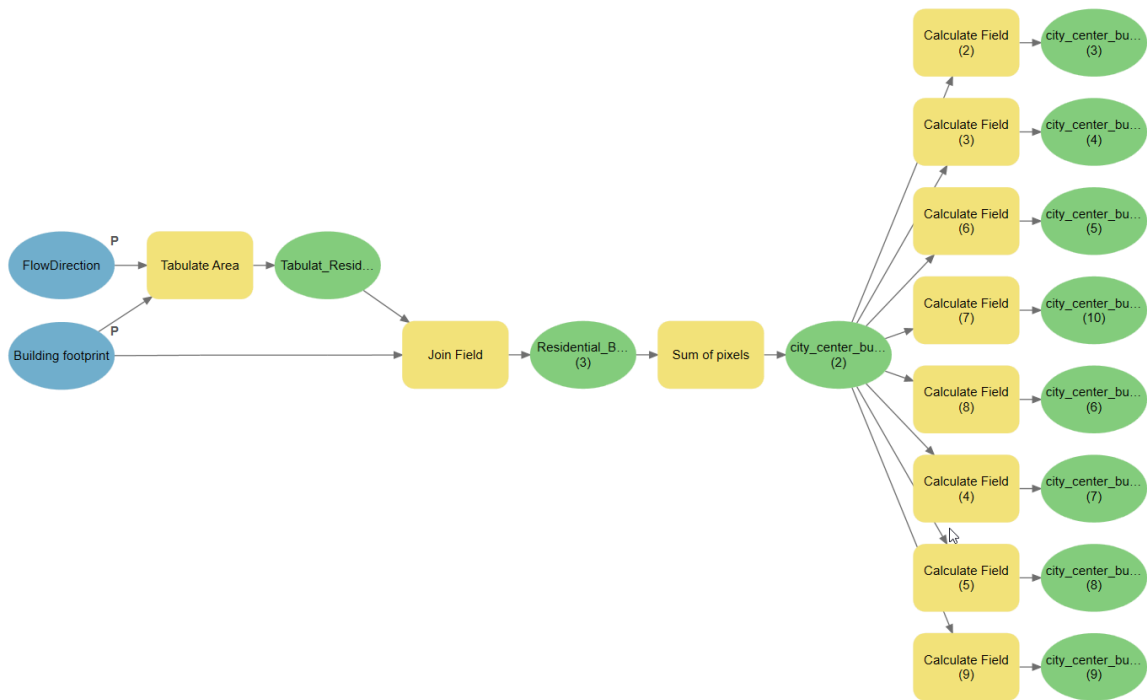 Calculate Field
(2)
city_center_bu...
(3)
Calculate Field
(3)
city_center_bu...
(4)
Calculate Field
(6)
city_center_bu...
(5)
P
FlowDirection
Tabulate Area
Tabulat_Resid...
Calculate Field
(7)
city_center_bu...
(10)
P
Building footprint
Join Field
Residential_B...
(3)
Sum of pixels
city_center_bu...
(2)
Calculate Field
(8)
city_center_bu...
(6)
Calculate Field
(4)
city_center_bu...
(7)
Calculate Field
(5)
city_center_bu...
(8)
Calculate Field
(9)
city_center_bu...
(9)